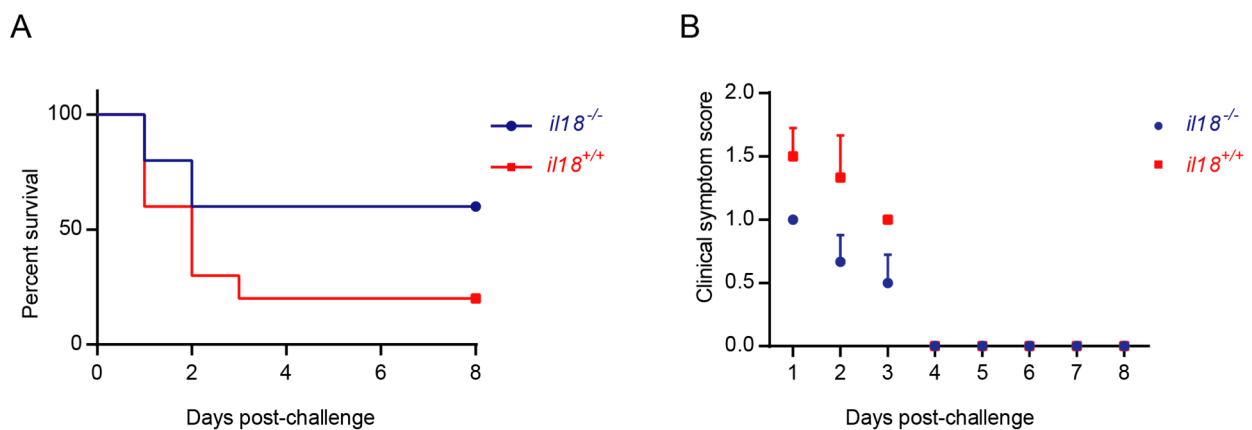 A
Percent survival
100
50
0
0 2 4 6 8
Days post-challenge
il18-/-
il18+/+
B
Clinical symptom score
2.0
1.5
1.0
0.5
0.0
1 2 3 4 5 6 7 8
Days post-challenge
il18-/-
il18+/+